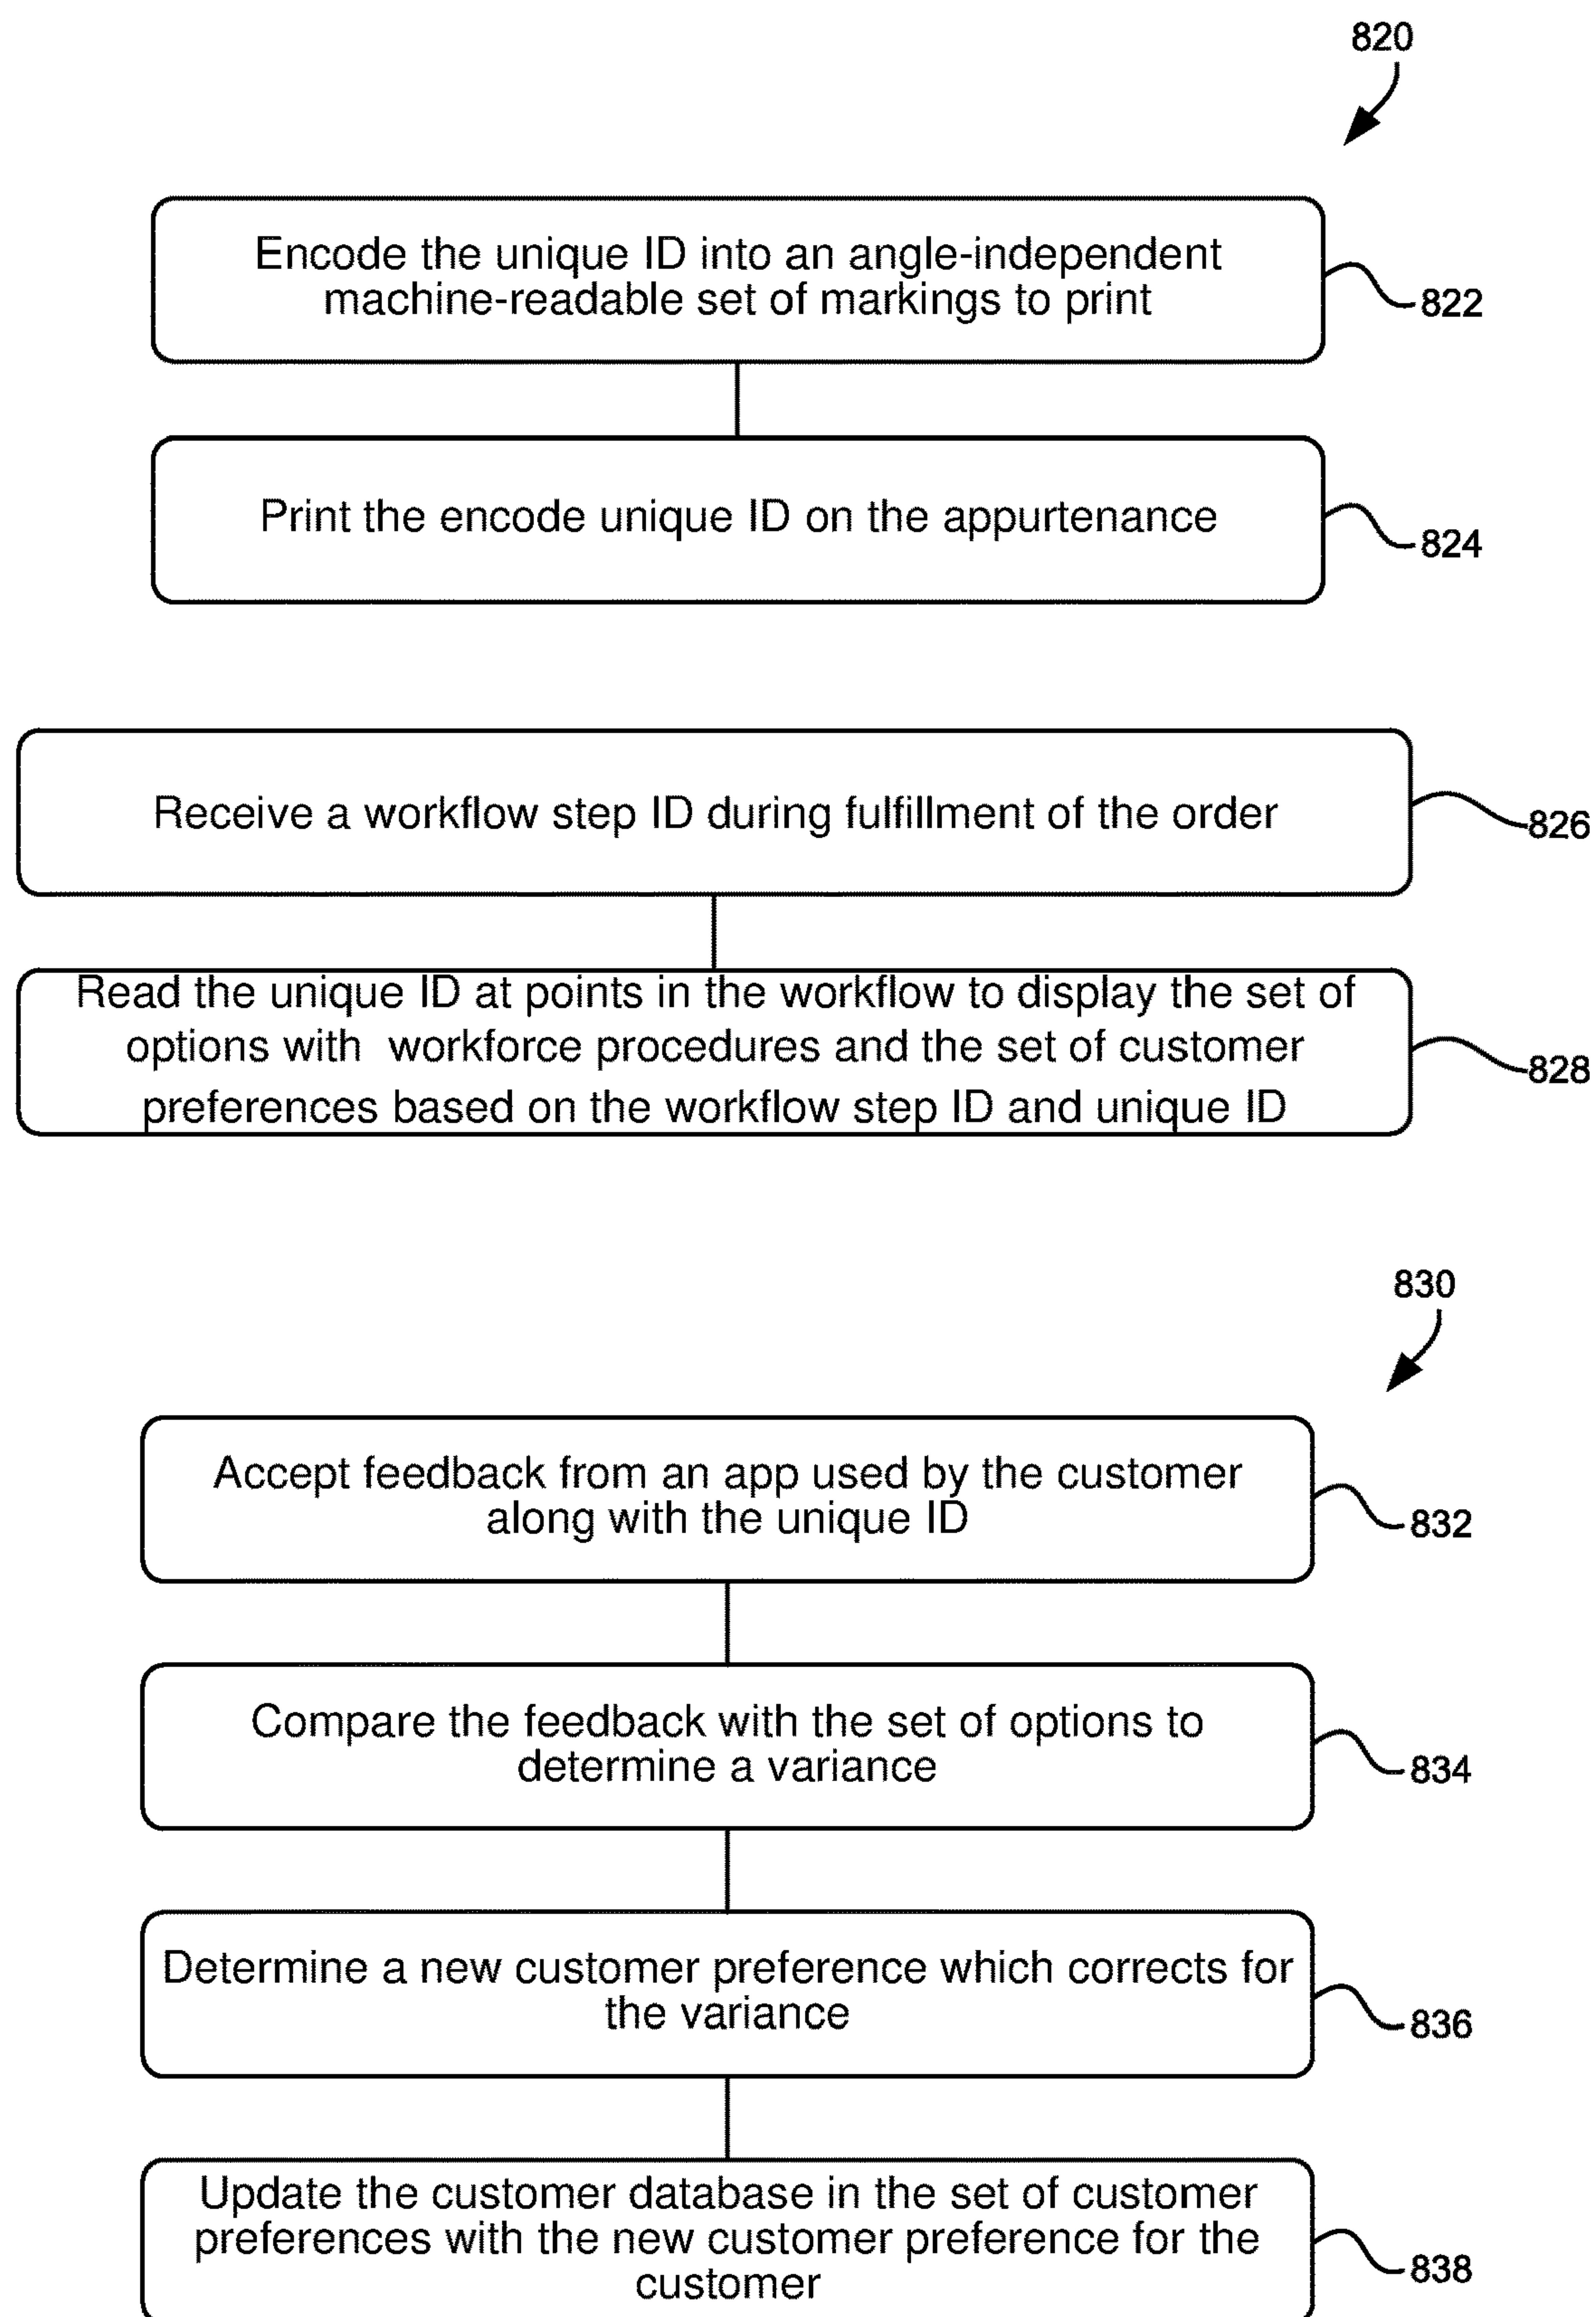 820
Encode the unique ID into an angle-independent
machine-readable set of markings to print
822
Print the encode unique ID on the appurtenance
824
Receive a workflow step ID during fulfillment of the order
826
Read the unique ID at points in the workflow to display the set of
options with workforce procedures and the set of customer
preferences based on the workflow step ID and unique ID
828
830
Accept feedback from an app used by the customer
along with the unique ID
832
Compare the feedback with the set of options to
determine a variance
834
Determine a new customer preference which corrects for
the variance
836
Update the customer database in the set of customer
preferences with the new customer preference for the
customer
838